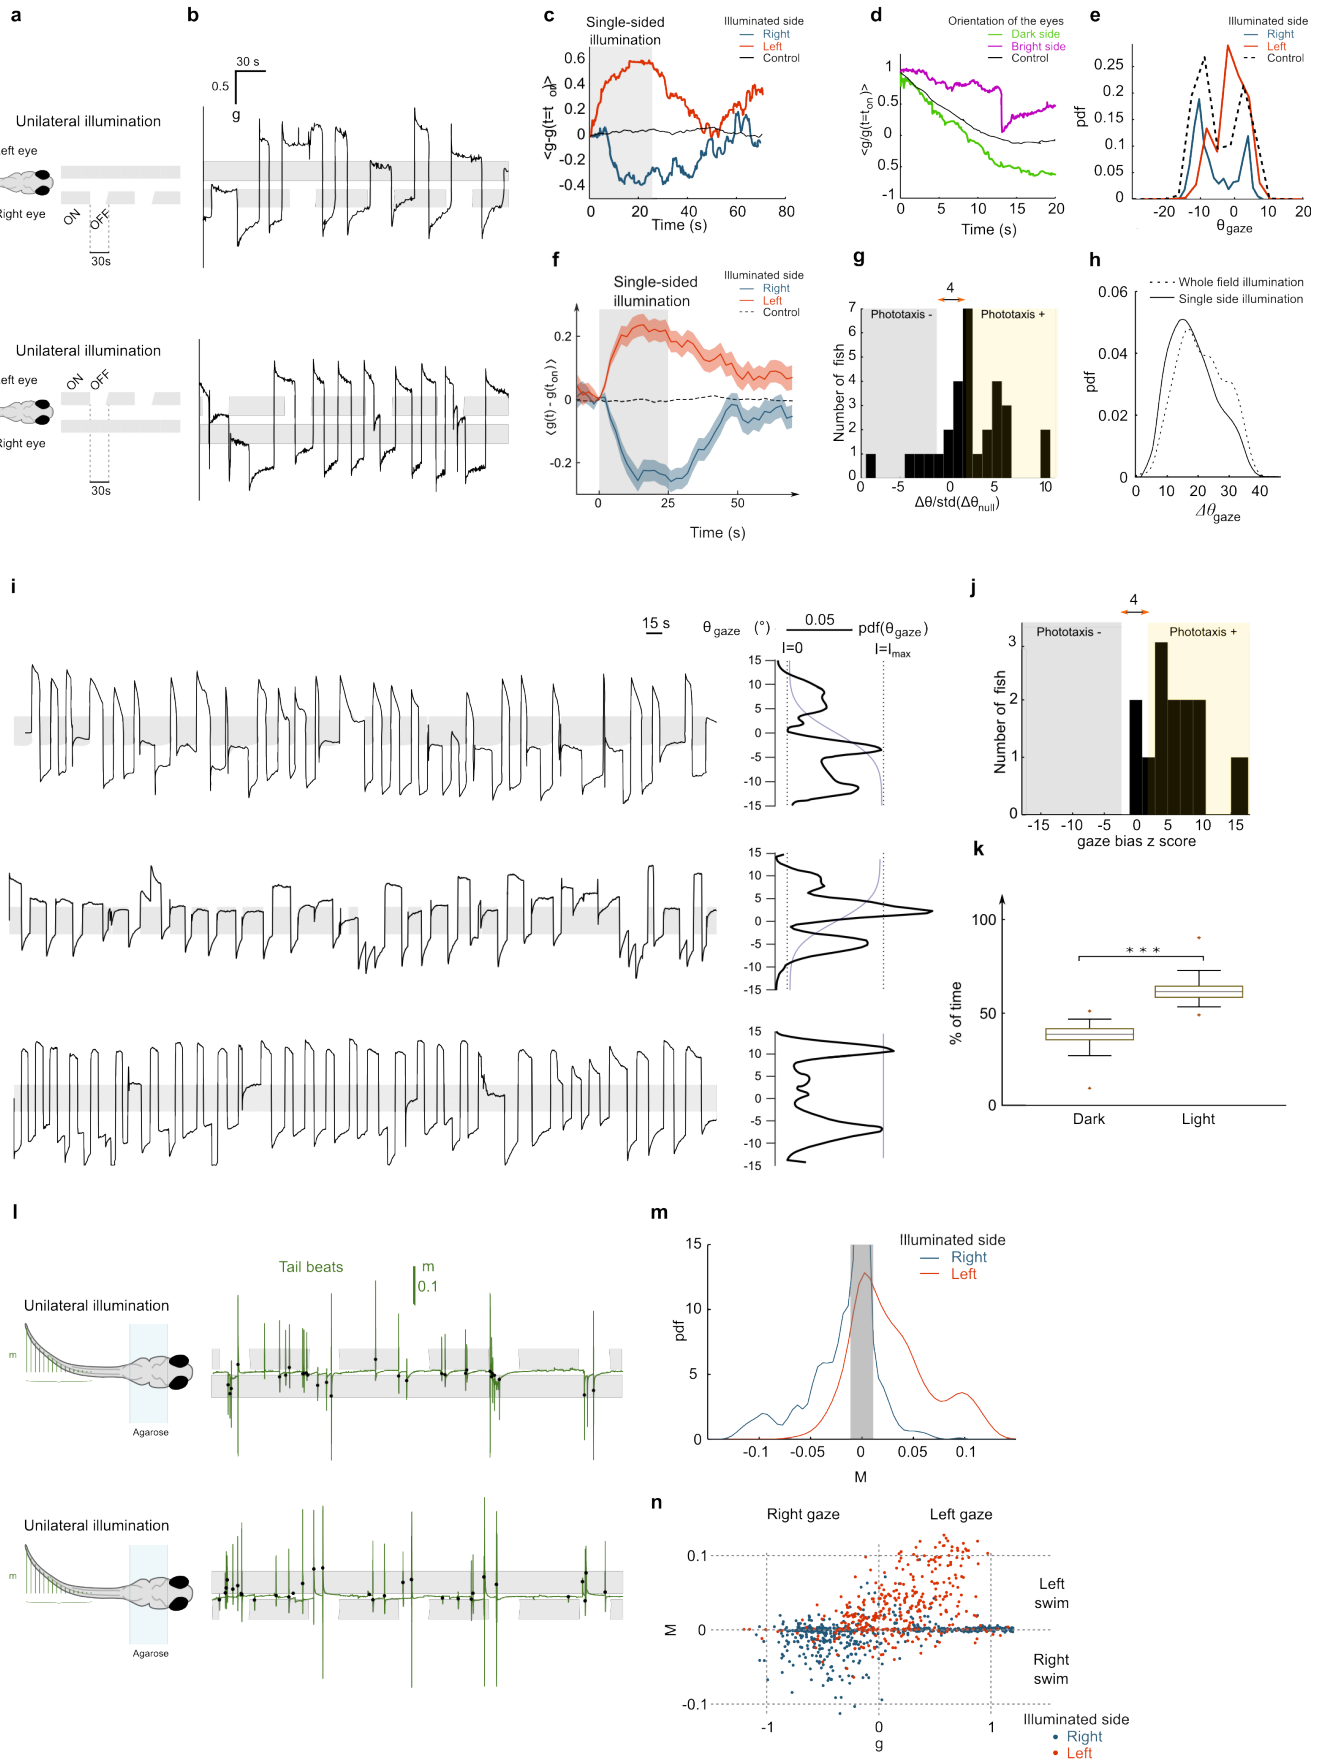 a
Unilateral illumination
Left eye
Right eye
ON
OFF
30s
Unilateral illumination
Left eye
ON
OFF
Right eye
30s
b
30 s
0.5
g
c
Single-sided
illumination
Illuminated side
Right
Left
Control
0.6
0.4
0.2
0
-0.2
-0.4
<g-g(t=t on)>
0 20 40 60 80
Time (s)
d
Orientation of the eyes
Dark side
Bright side
Control
1
0.5
0
-0.5
-1
<g/g(t=ton)>
0 5 10 15 20
Time (s)
e
Illuminated side
Right
Left
Control
0.25
0.2
0.15
0.1
0.05
0
pdf
-20 -10 0 10 20
θgaze
f
Single-sided
illumination
Illuminated side
Right
Left
Control
0.2
0
-0.2
⟨g(t) - g(ton)⟩
0 25 50
Time (s)
g
4
Phototaxis -
Phototaxis +
7
6
5
4
3
2
1
0
Number of fish
-5 0 5 10
Δθ/std(Δθnull)
h
Whole field illumination
Single side illumination
0.06
0.04
0.02
0
pdf
0 10 20 30 40
Δθgaze
i
15 s
θgaze (°)
0.05
pdf(θgaze)
I=0
I=Imax
15
10
5
0
-5
-10
-15
15
10
5
0
-5
-10
-15
15
10
5
0
-5
-10
-15
j
4
Phototaxis -
Phototaxis +
3
2
1
0
Number of fish
-15 -10 -5 0 5 10 15
gaze bias z score
k
100
50
0
% of time
* * *
Dark
Light
l
Tail beats
m
0.1
Unilateral illumination
m
Agarose
Unilateral illumination
m
Agarose
m
Illuminated side
Right
Left
15
10
5
0
pdf
-0.1 -0.05 0 0.05 0.1
M
n
Right gaze
Left gaze
0.1
0
-0.1
M
Left
swim
Right
swim
-1 0 1
g
Illuminated side
Right
Left